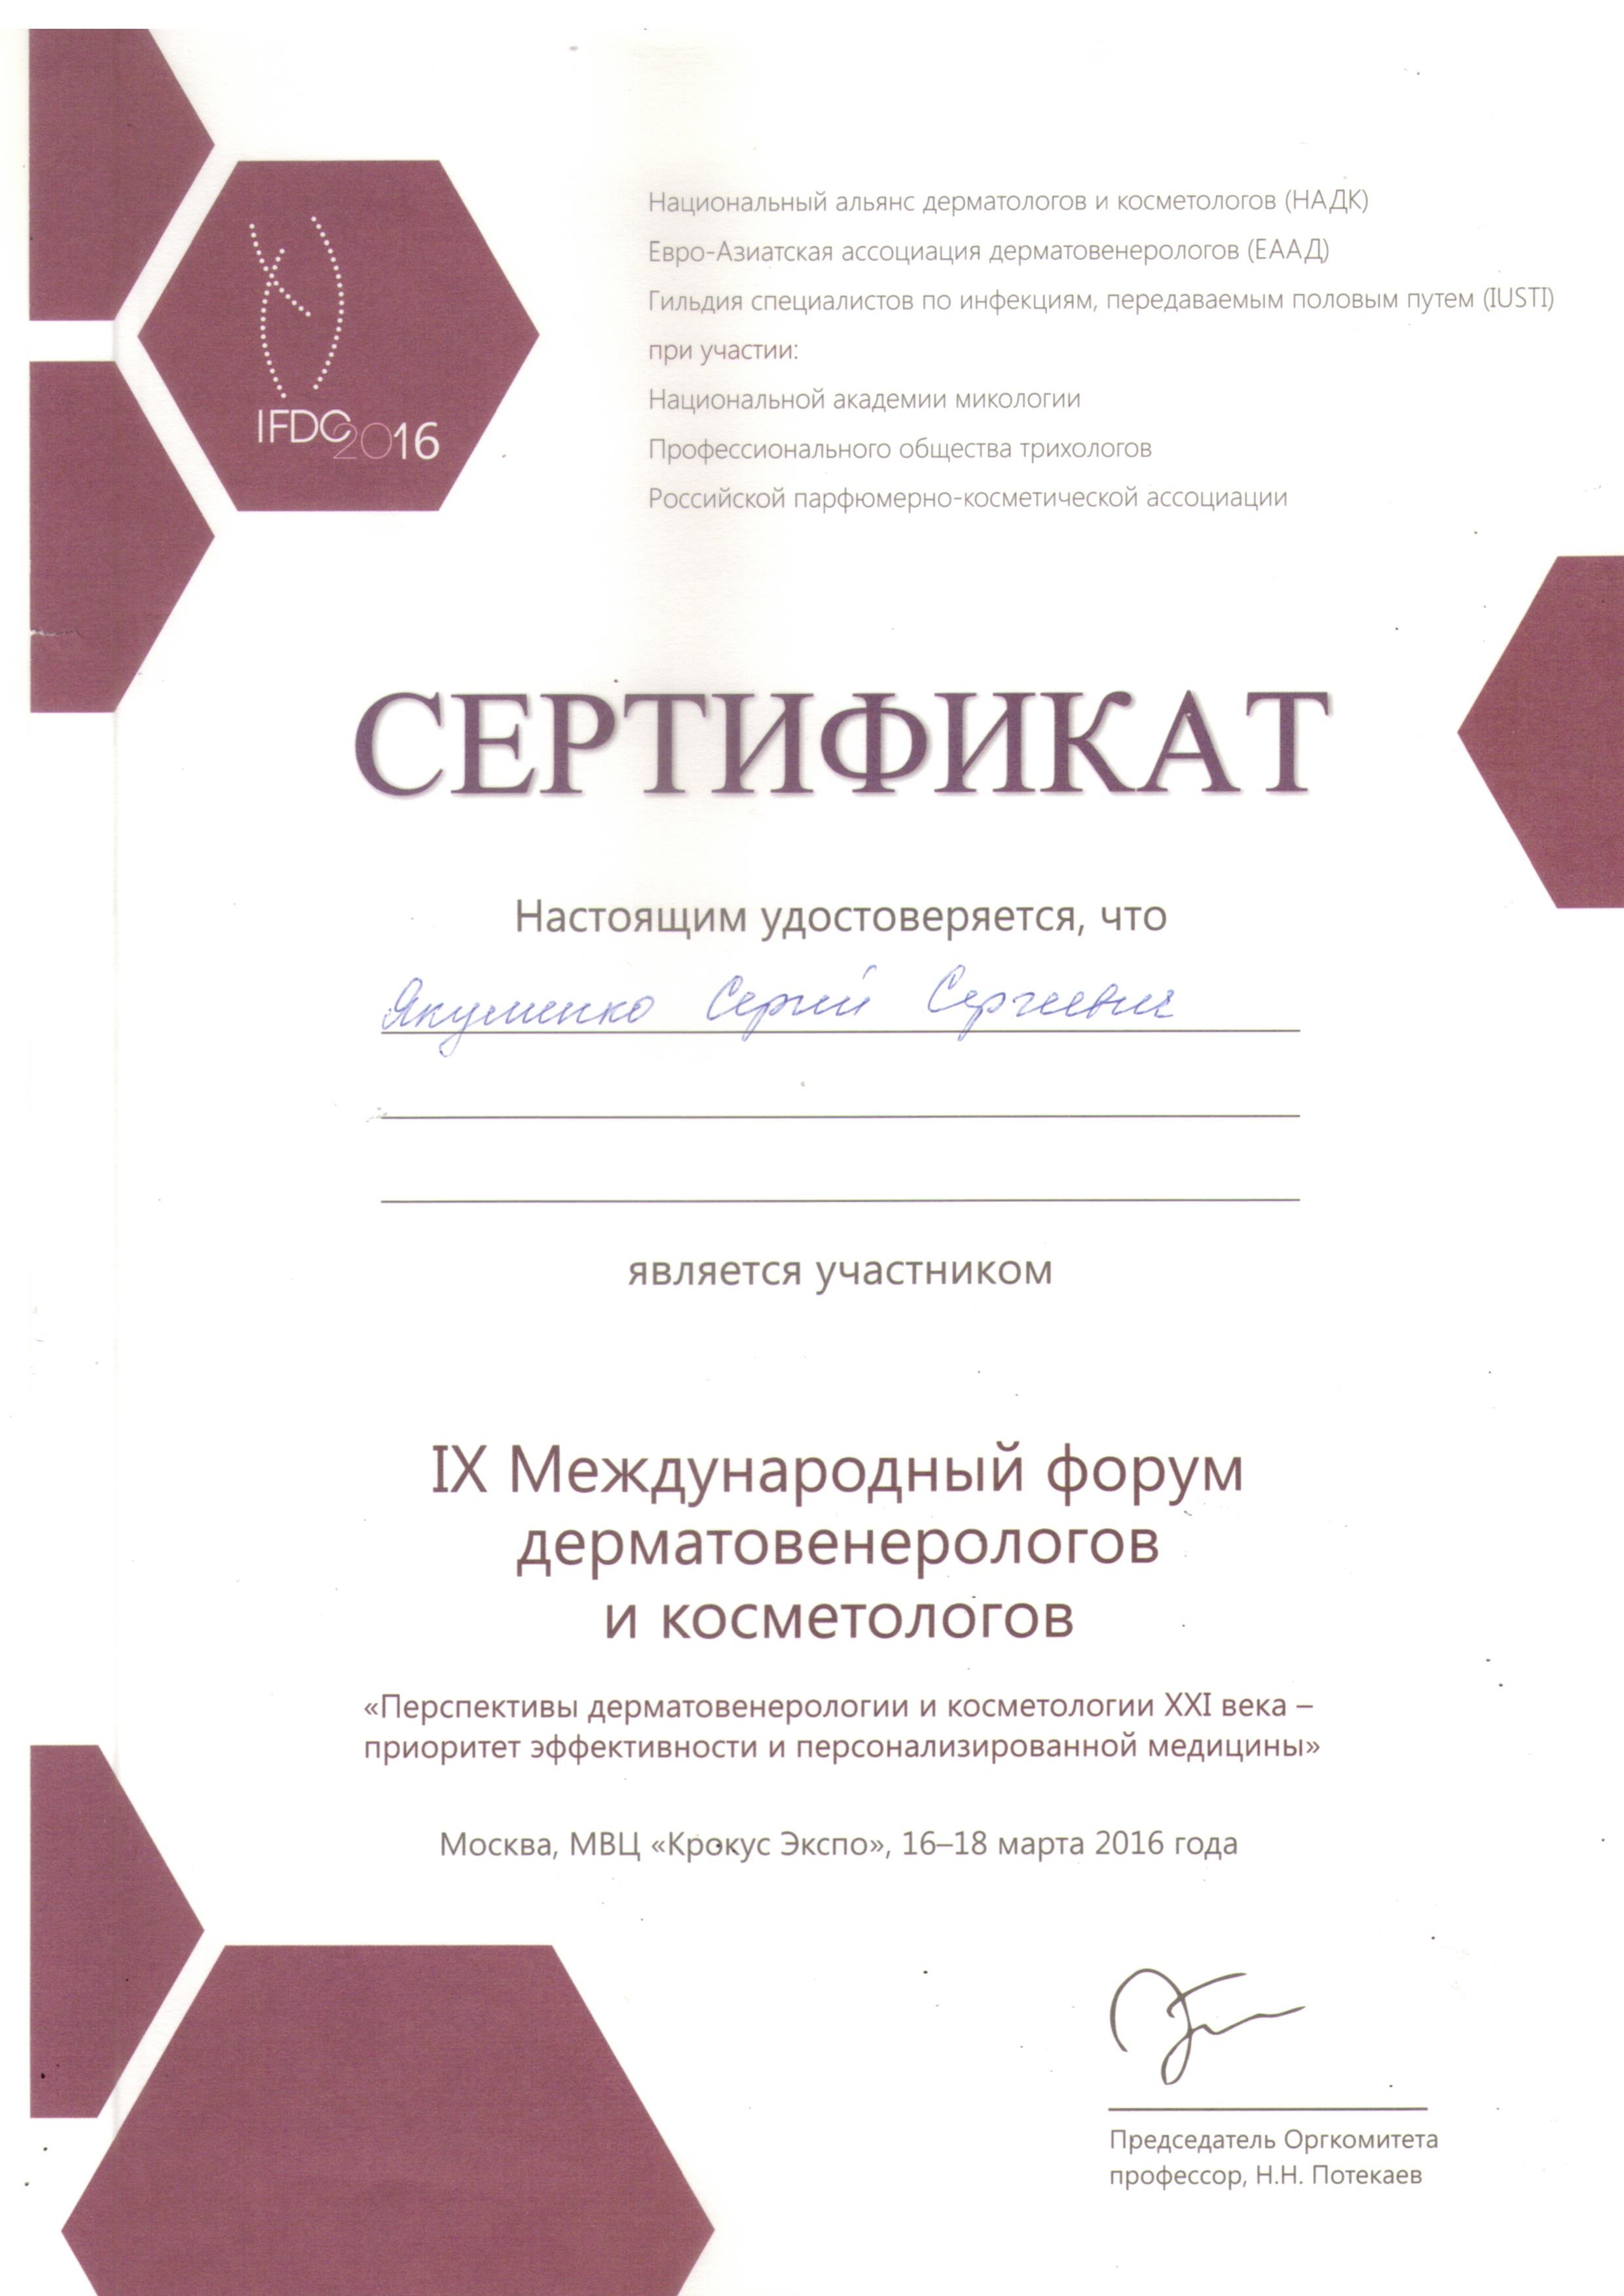 IFDC2016
Национальный альянс дерматологов и косметологов (НАДК)
Евро-Азиатская ассоциация дерматовенерологов (ЕААД)
Гильдия специалистов по инфекциям, передаваемым половым путем (IUSTI)
при участии:
Национальной академии микологии
Профессионального общества трихологов
Российской парфюмерно-косметической ассоциации
СЕРТИФИКАТ
Настоящим удостоверяется, что
Якуменко Сергей Сергеевич
является участником
IX Международный форум
дерматовенерологов
и косметологов
«Перспективы дерматовенерологии и косметологии XXI века –
приоритет эффективности и персонализированной медицины»
Москва, МВЦ «Крокус Экспо», 16–18 марта 2016 года
Председатель Оргкомитета
профессор, Н.Н. Потекаев